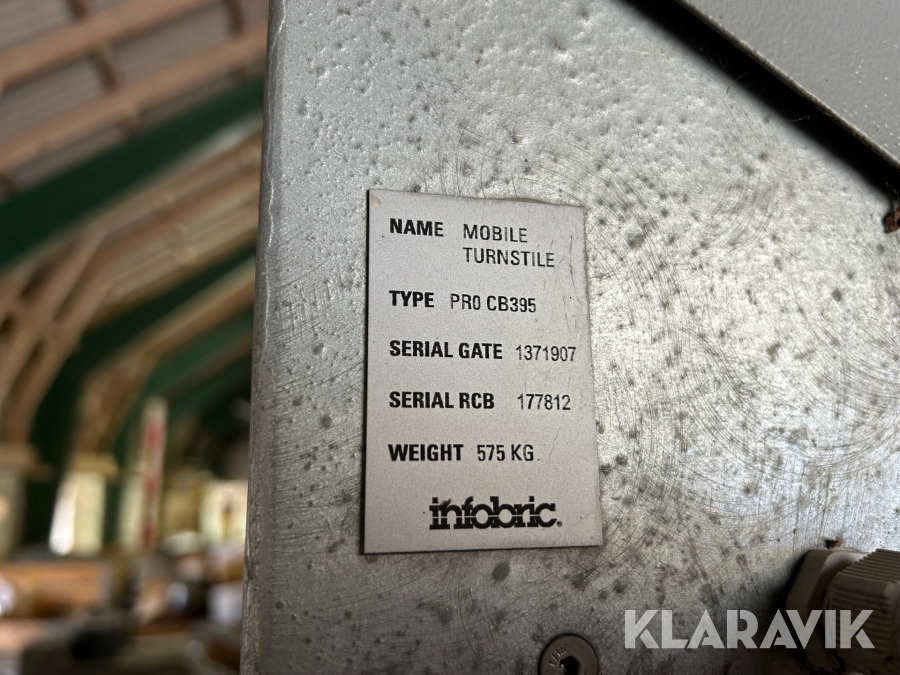 NAME MOBILE
TURNSTILE
TYPE PRO CB395
SERIAL GATE 1371907
SERIAL RCB 177812
WEIGHT 575 KG.
infobric®
KLARAVIK